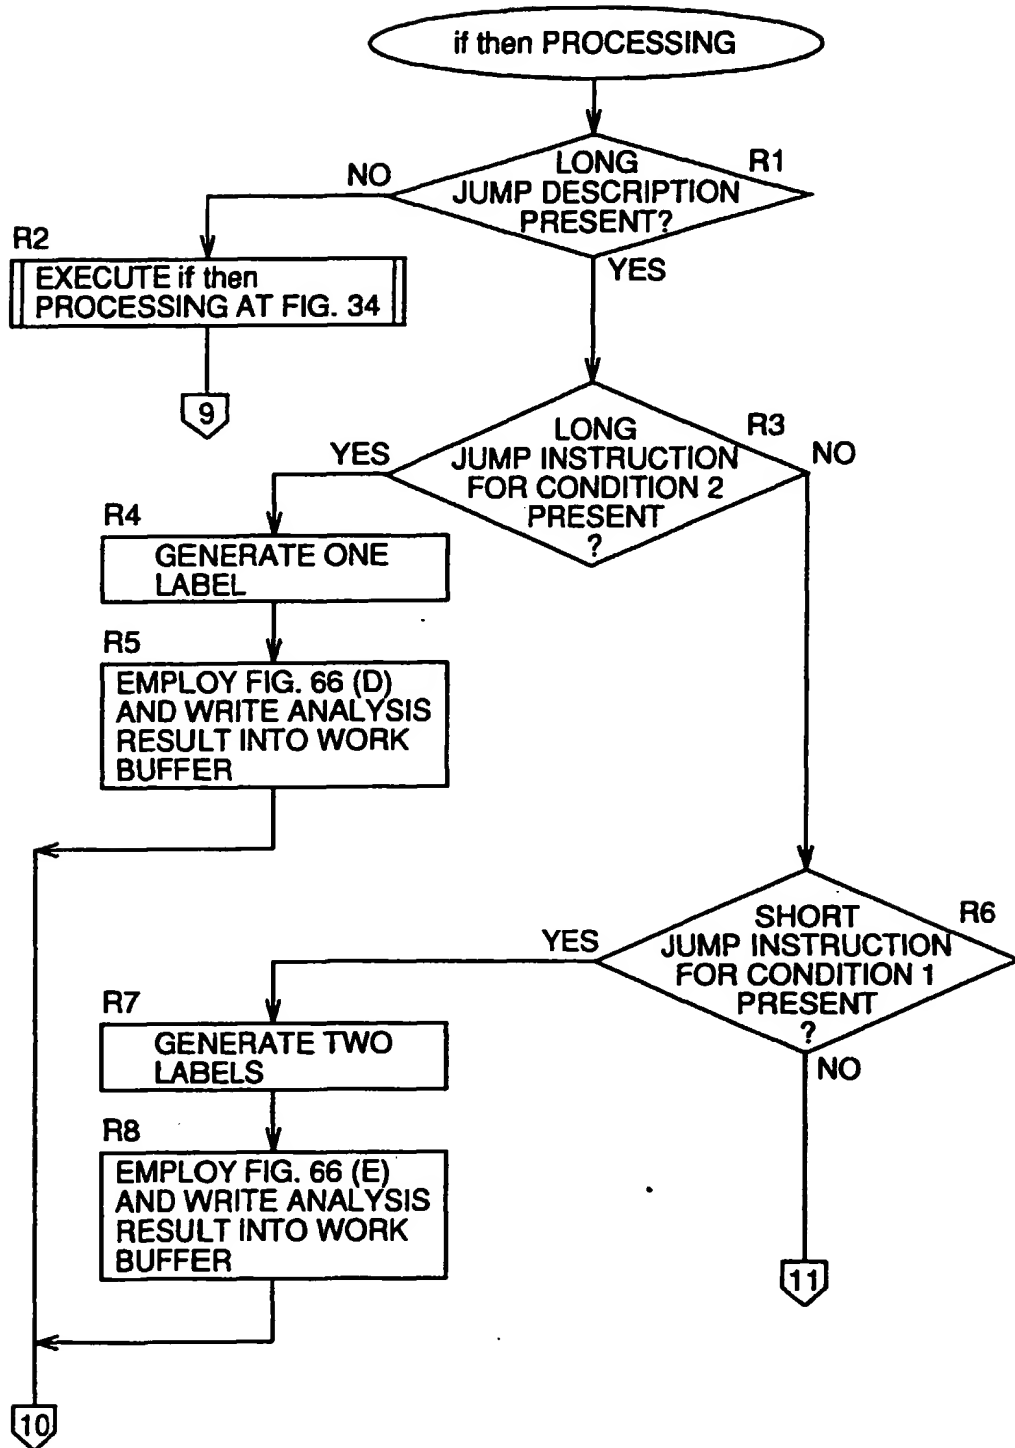 if then PROCESSING
LONG
JUMP DESCRIPTION
PRESENT?
R1
NO
YES
R2
EXECUTE if then
PROCESSING AT FIG. 34
9
LONG
JUMP INSTRUCTION
FOR CONDITION 2
PRESENT
?
R3
YES
NO
R4
GENERATE ONE
LABEL
R5
EMPLOY FIG. 66 (D)
AND WRITE ANALYSIS
RESULT INTO WORK
BUFFER
SHORT
JUMP INSTRUCTION
FOR CONDITION 1
PRESENT
?
R6
YES
NO
R7
GENERATE TWO
LABELS
R8
EMPLOY FIG. 66 (E)
AND WRITE ANALYSIS
RESULT INTO WORK
BUFFER
11
10